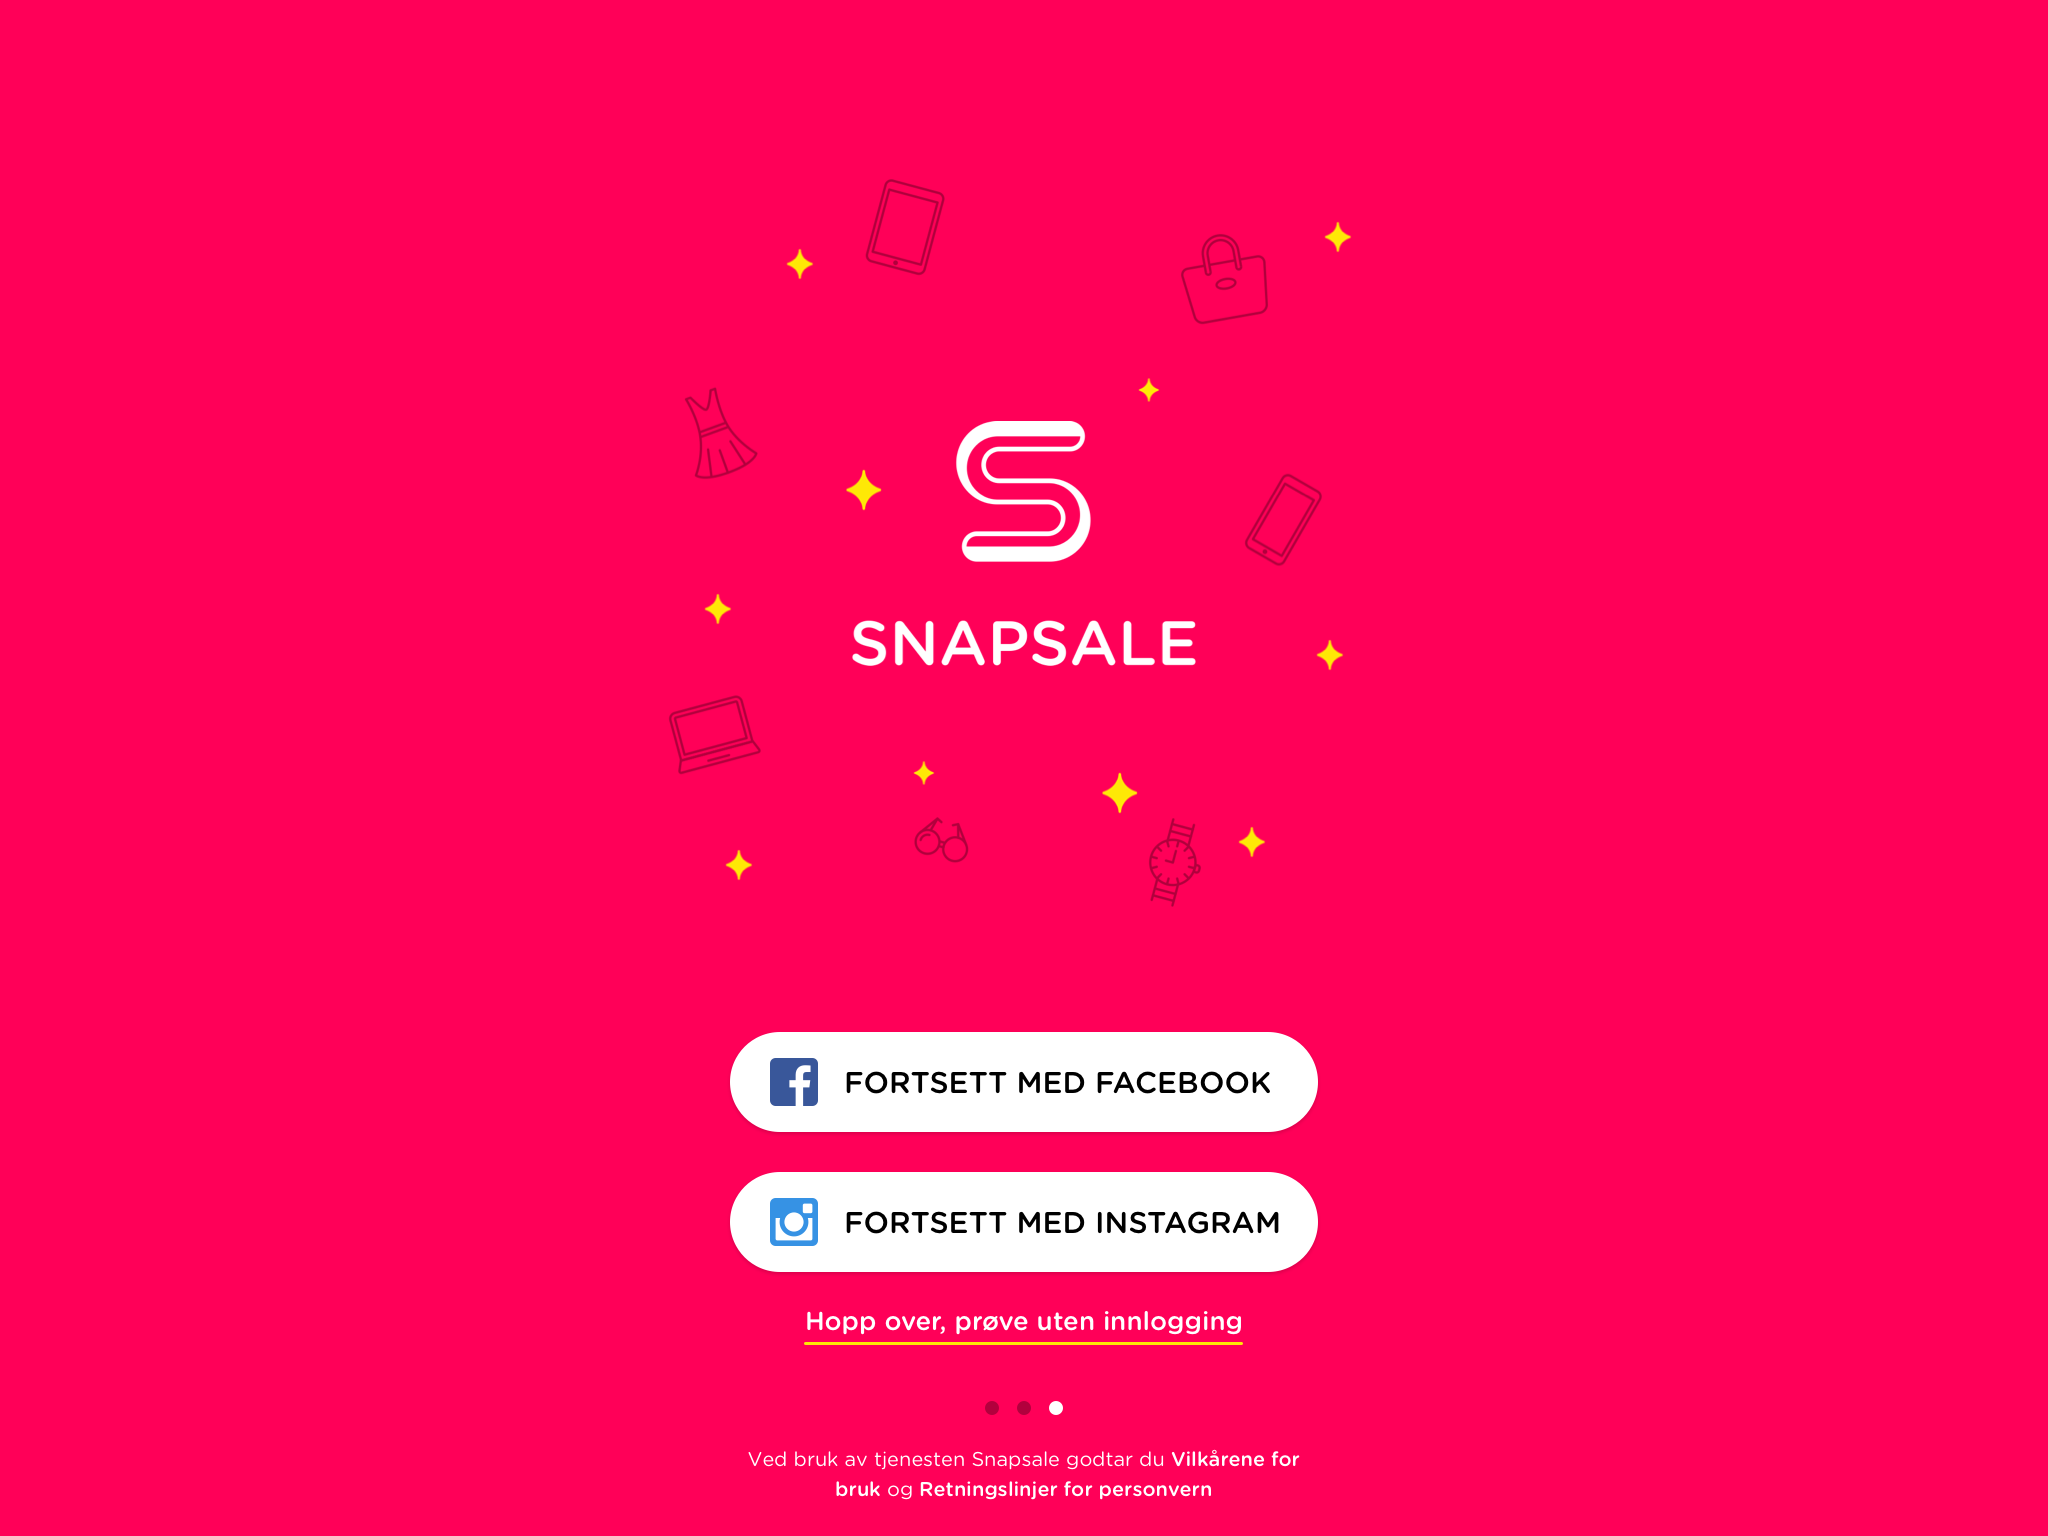 SNAPSALE
FORTSETT MED FACEBOOK
FORTSETT MED INSTAGRAM
Hopp over, prøve uten innlogging
Ved bruk av tjenesten Snapsale godtar du Vilkårene for
bruk og Retningslinjer for personvern